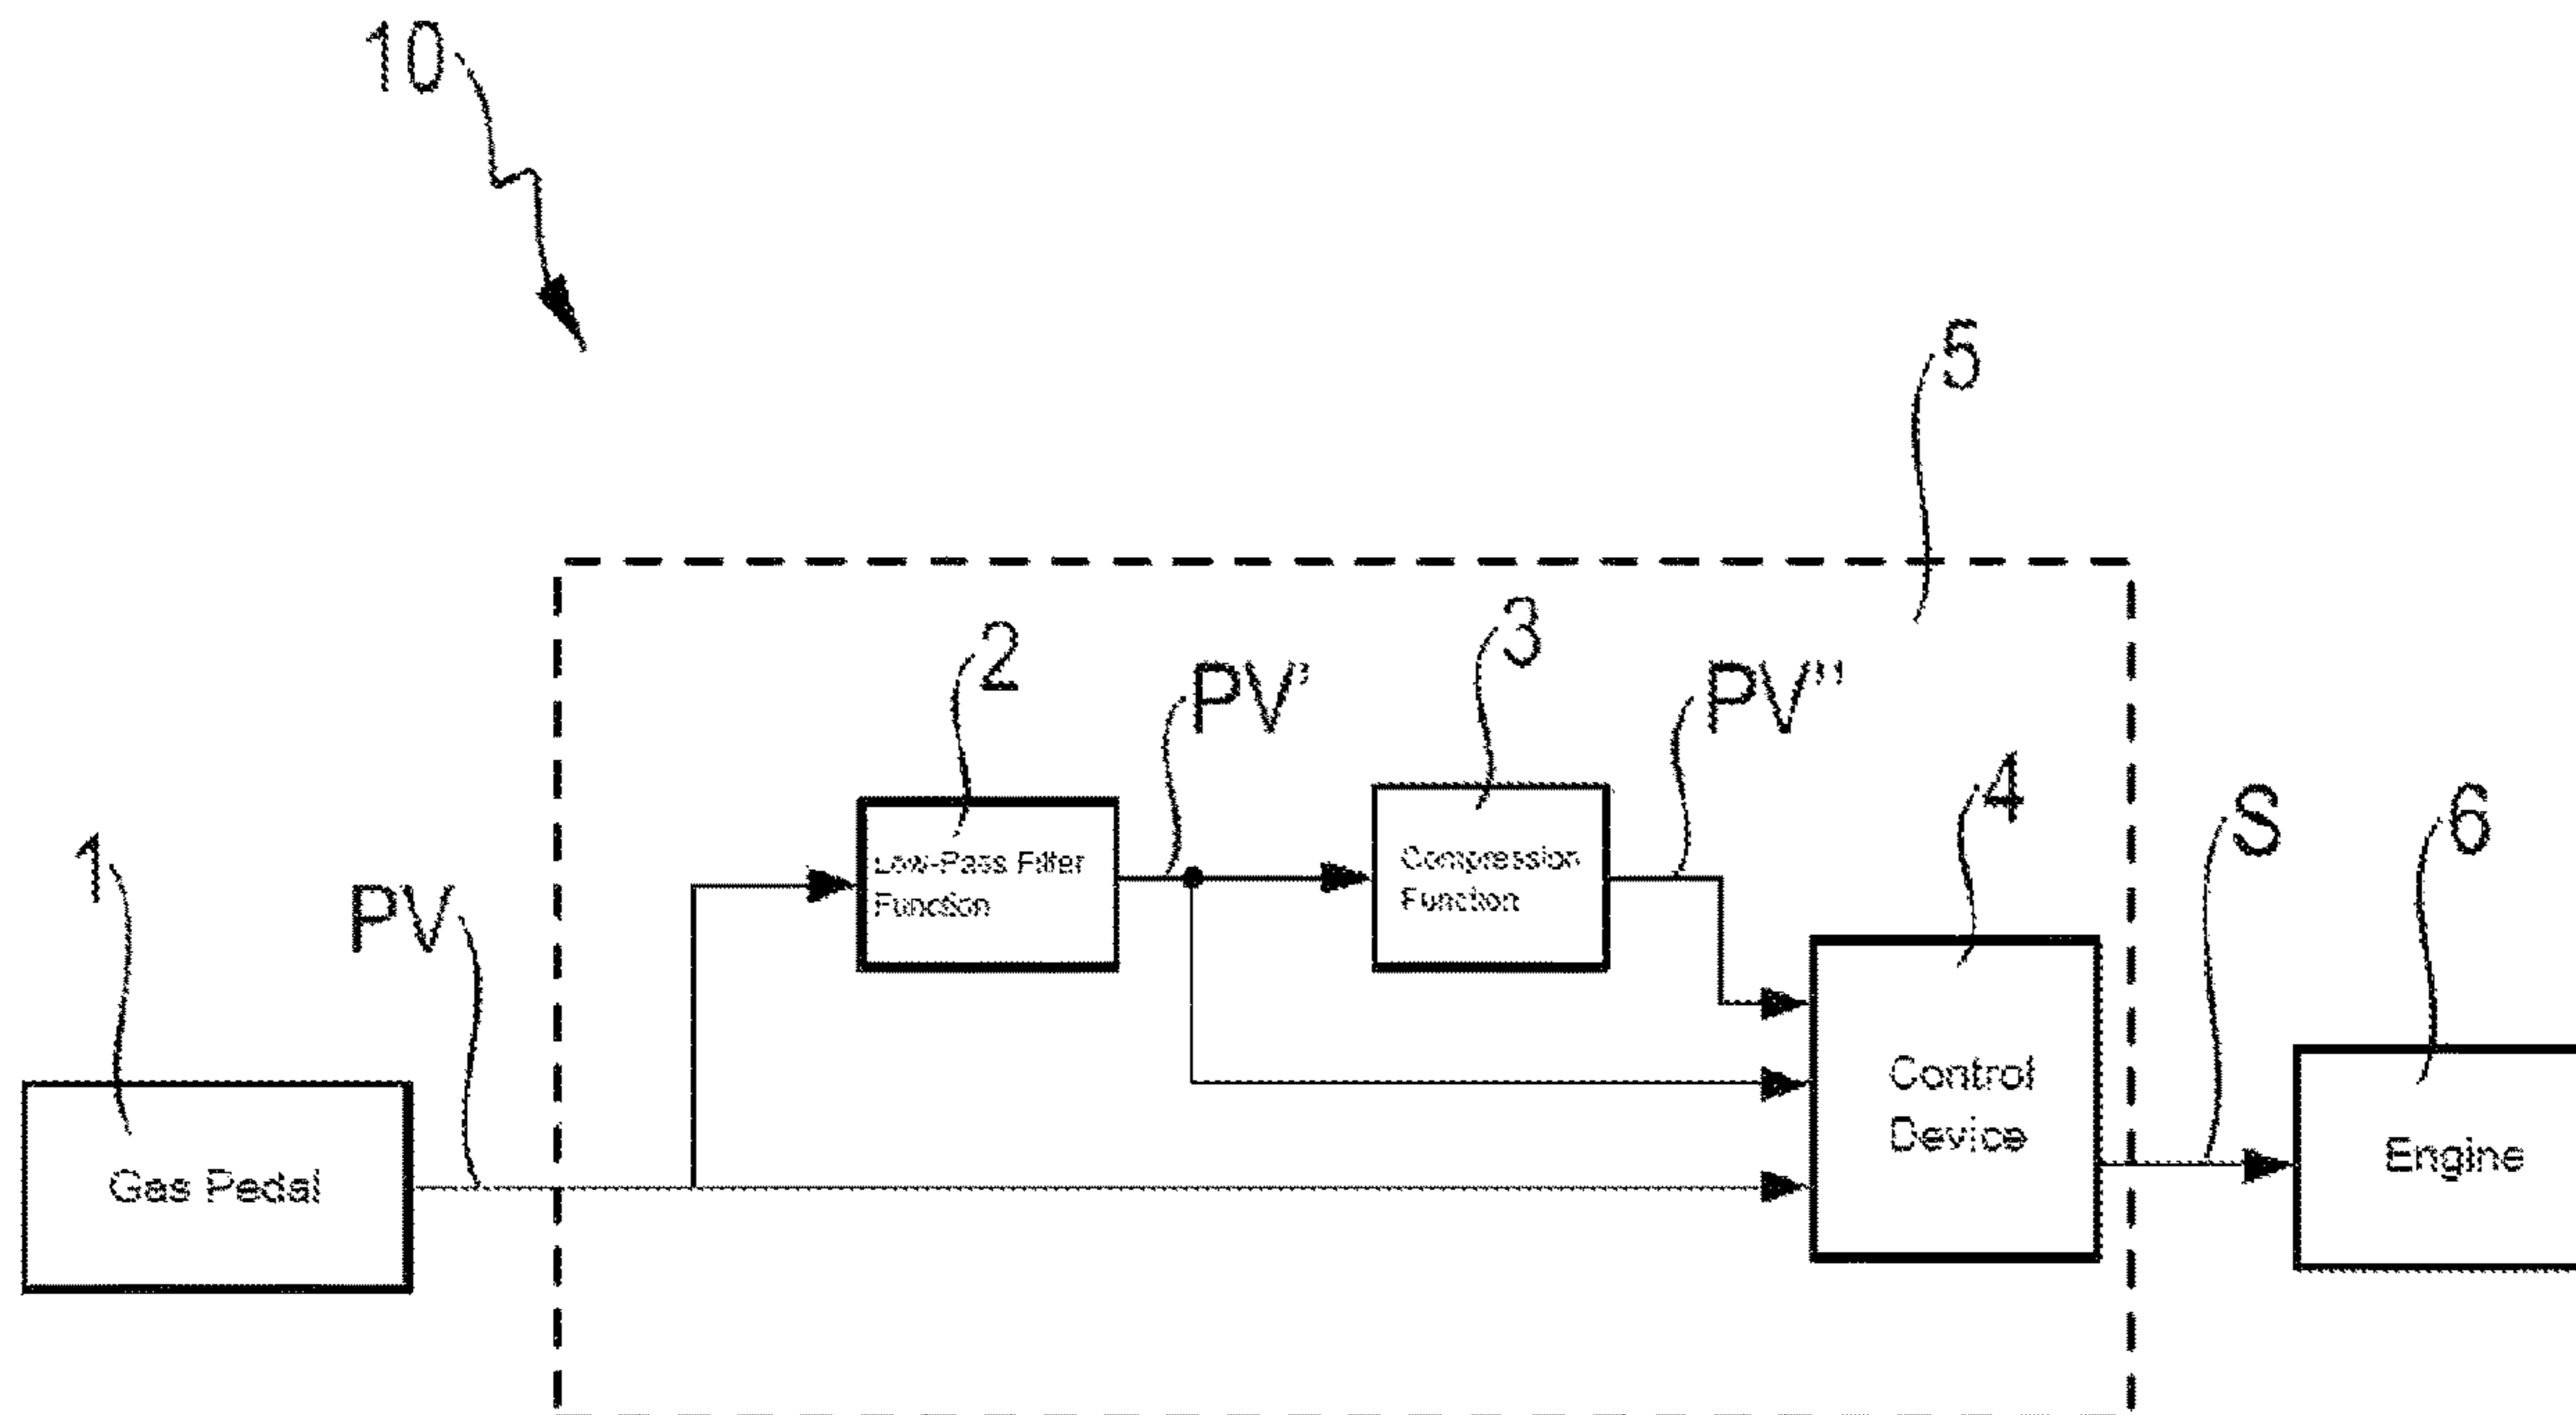 10
5
2
PV'
3
PV''
4
S
6
1
PV
Low-Pass Filter
Function
Compression
Function
Control
Device
Gas Pedal
Engine